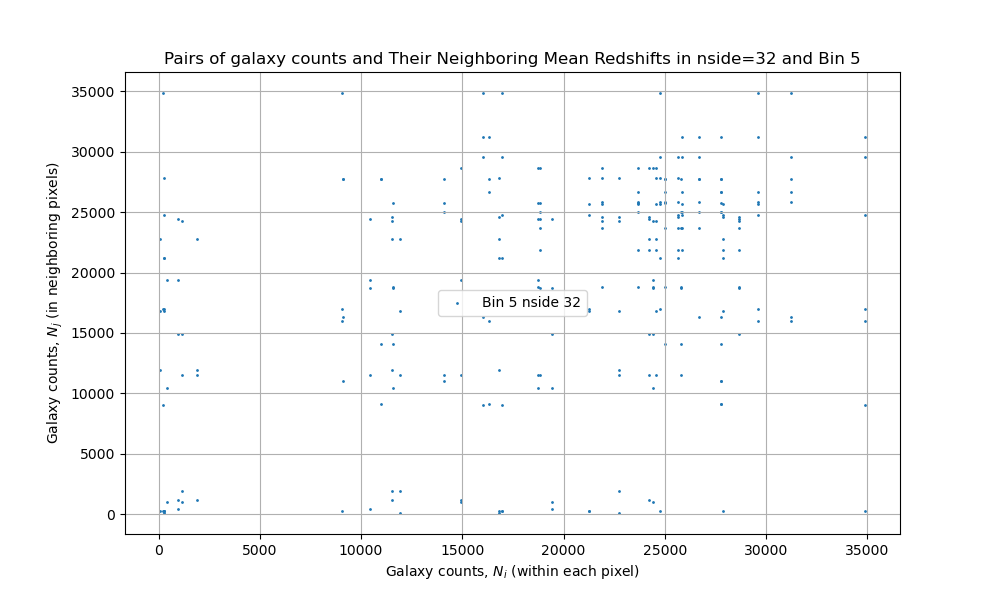 Pairs of galaxy counts and Their Neighboring Mean Redshifts in nside=32 and Bin 5
Galaxy counts, N_j (in neighboring pixels)
35000
30000
25000
20000
15000
10000
5000
0
Bin 5 nside 32
0 5000 10000 15000 20000 25000 30000 35000
Galaxy counts, N_i (within each pixel)